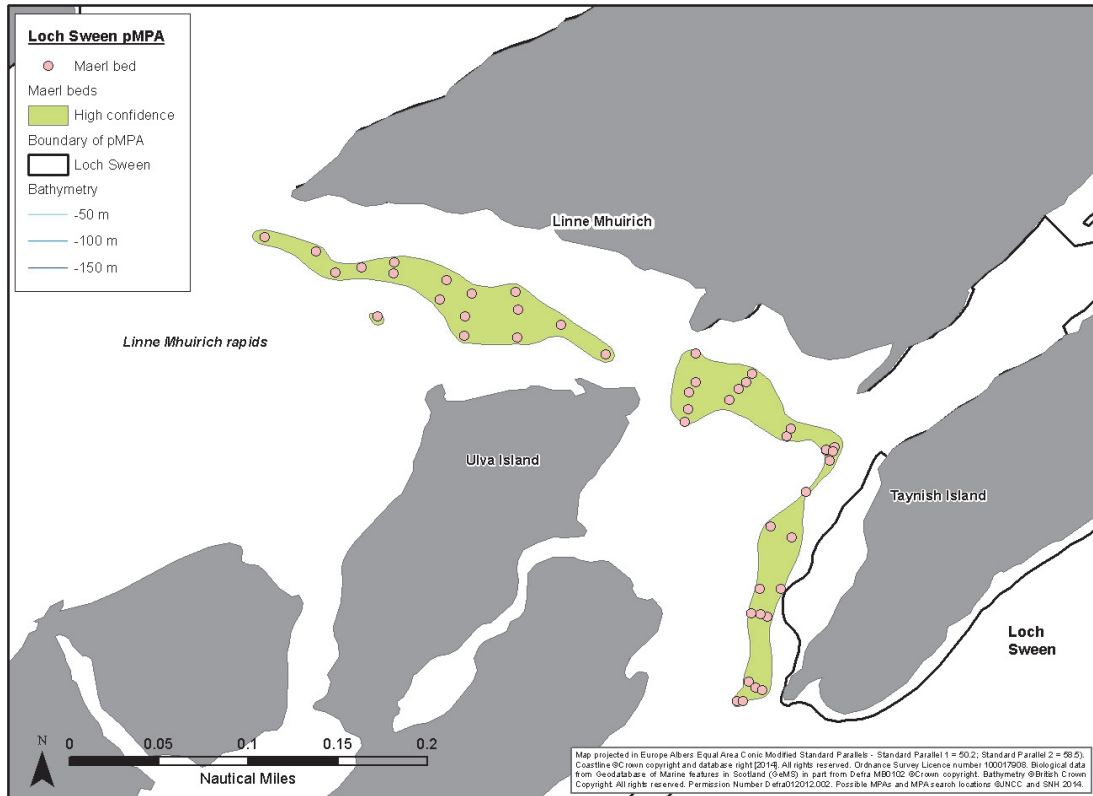 Loch Sween pMPA
Maerl bed
Maerl beds
High confidence
Boundary of pMPA
Loch Sween
Bathymetry
-50 m
-100 m
-150 m
Linne Mhuirich
Linne Mhuirich rapids
Ulva Island
Taynish Island
Loch
Sween
N
0 0.05 0.1 0.15 0.2
Nautical Miles
Map projected in Europe Albers Equal Area Conic Modified Standard Parallels - Standard Parallel 1 = 50.2; Standard Parallel 2 = 58.5).
Coastline ©Crown copyright and database right [2014]. All rights reserved. Ordnance Survey Licence number 100017908. Biological data
from Geodatabase of Marine features in Scotland (GeMS) in part from Defra MB0102 ©Crown copyright. Bathymetry ©British Crown
Copyright. All rights reserved. Permission Number Defra012012.002. Possible MPAs and MPA search locations ©JNCC and SNH 2014.